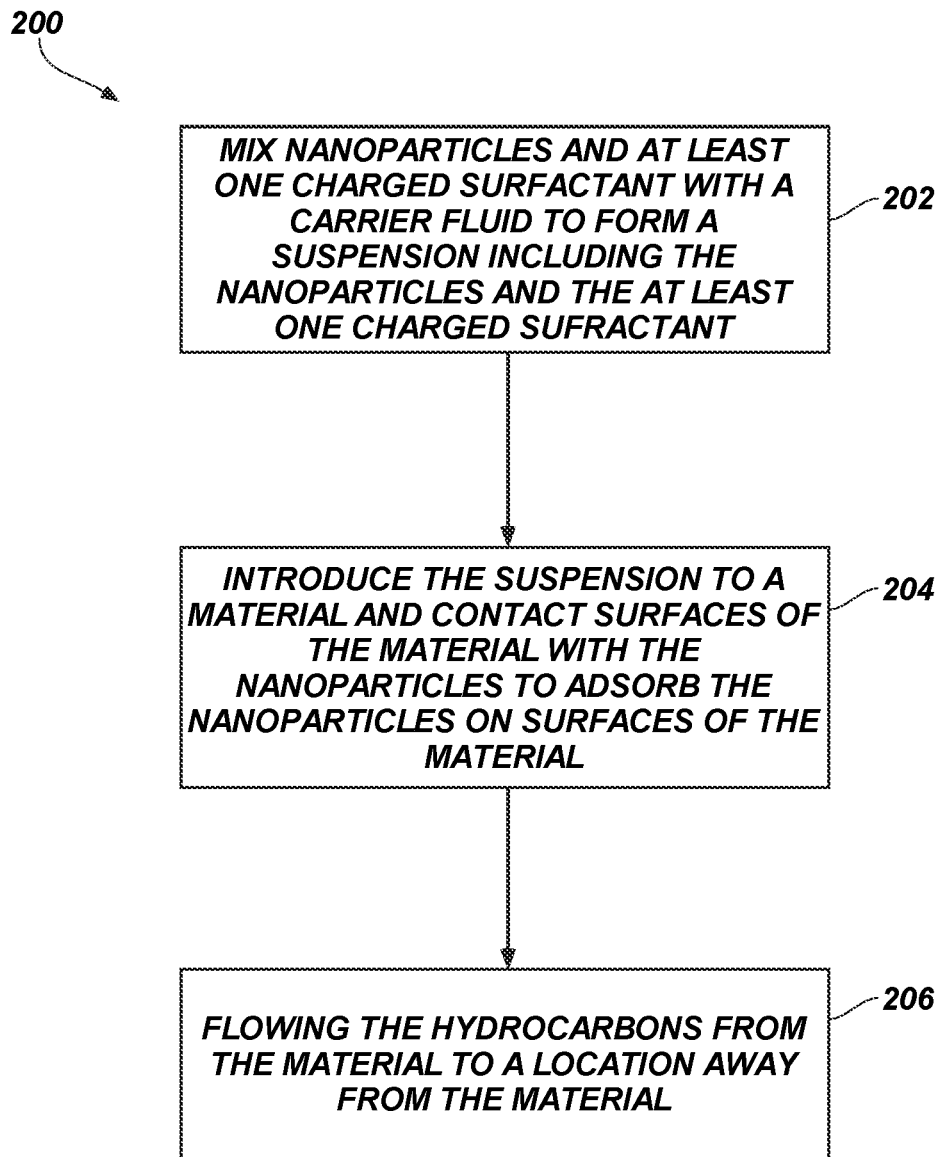 200
MIX NANOPARTICLES AND AT LEAST
ONE CHARGED SURFACTANT WITH A
CARRIER FLUID TO FORM A
SUSPENSION INCLUDING THE
NANOPARTICLES AND THE AT LEAST
ONE CHARGED SUFRACTANT
202
INTRODUCE THE SUSPENSION TO A
MATERIAL AND CONTACT SURFACES OF
THE MATERIAL WITH THE
NANOPARTICLES TO ADSORB THE
NANOPARTICLES ON SURFACES OF THE
MATERIAL
204
FLOWING THE HYDROCARBONS FROM
THE MATERIAL TO A LOCATION AWAY
FROM THE MATERIAL
206